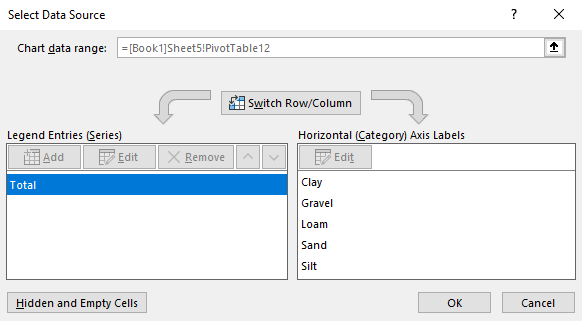 Select Data Source
Chart data range: =[Book1]Sheet5!PivotTable12
Switch Row/Column
Legend Entries (Series)
Add Edit Remove
Total
Horizontal (Category) Axis Labels
Edit
Clay
Gravel
Loam
Sand
Silt
Hidden and Empty Cells OK Cancel